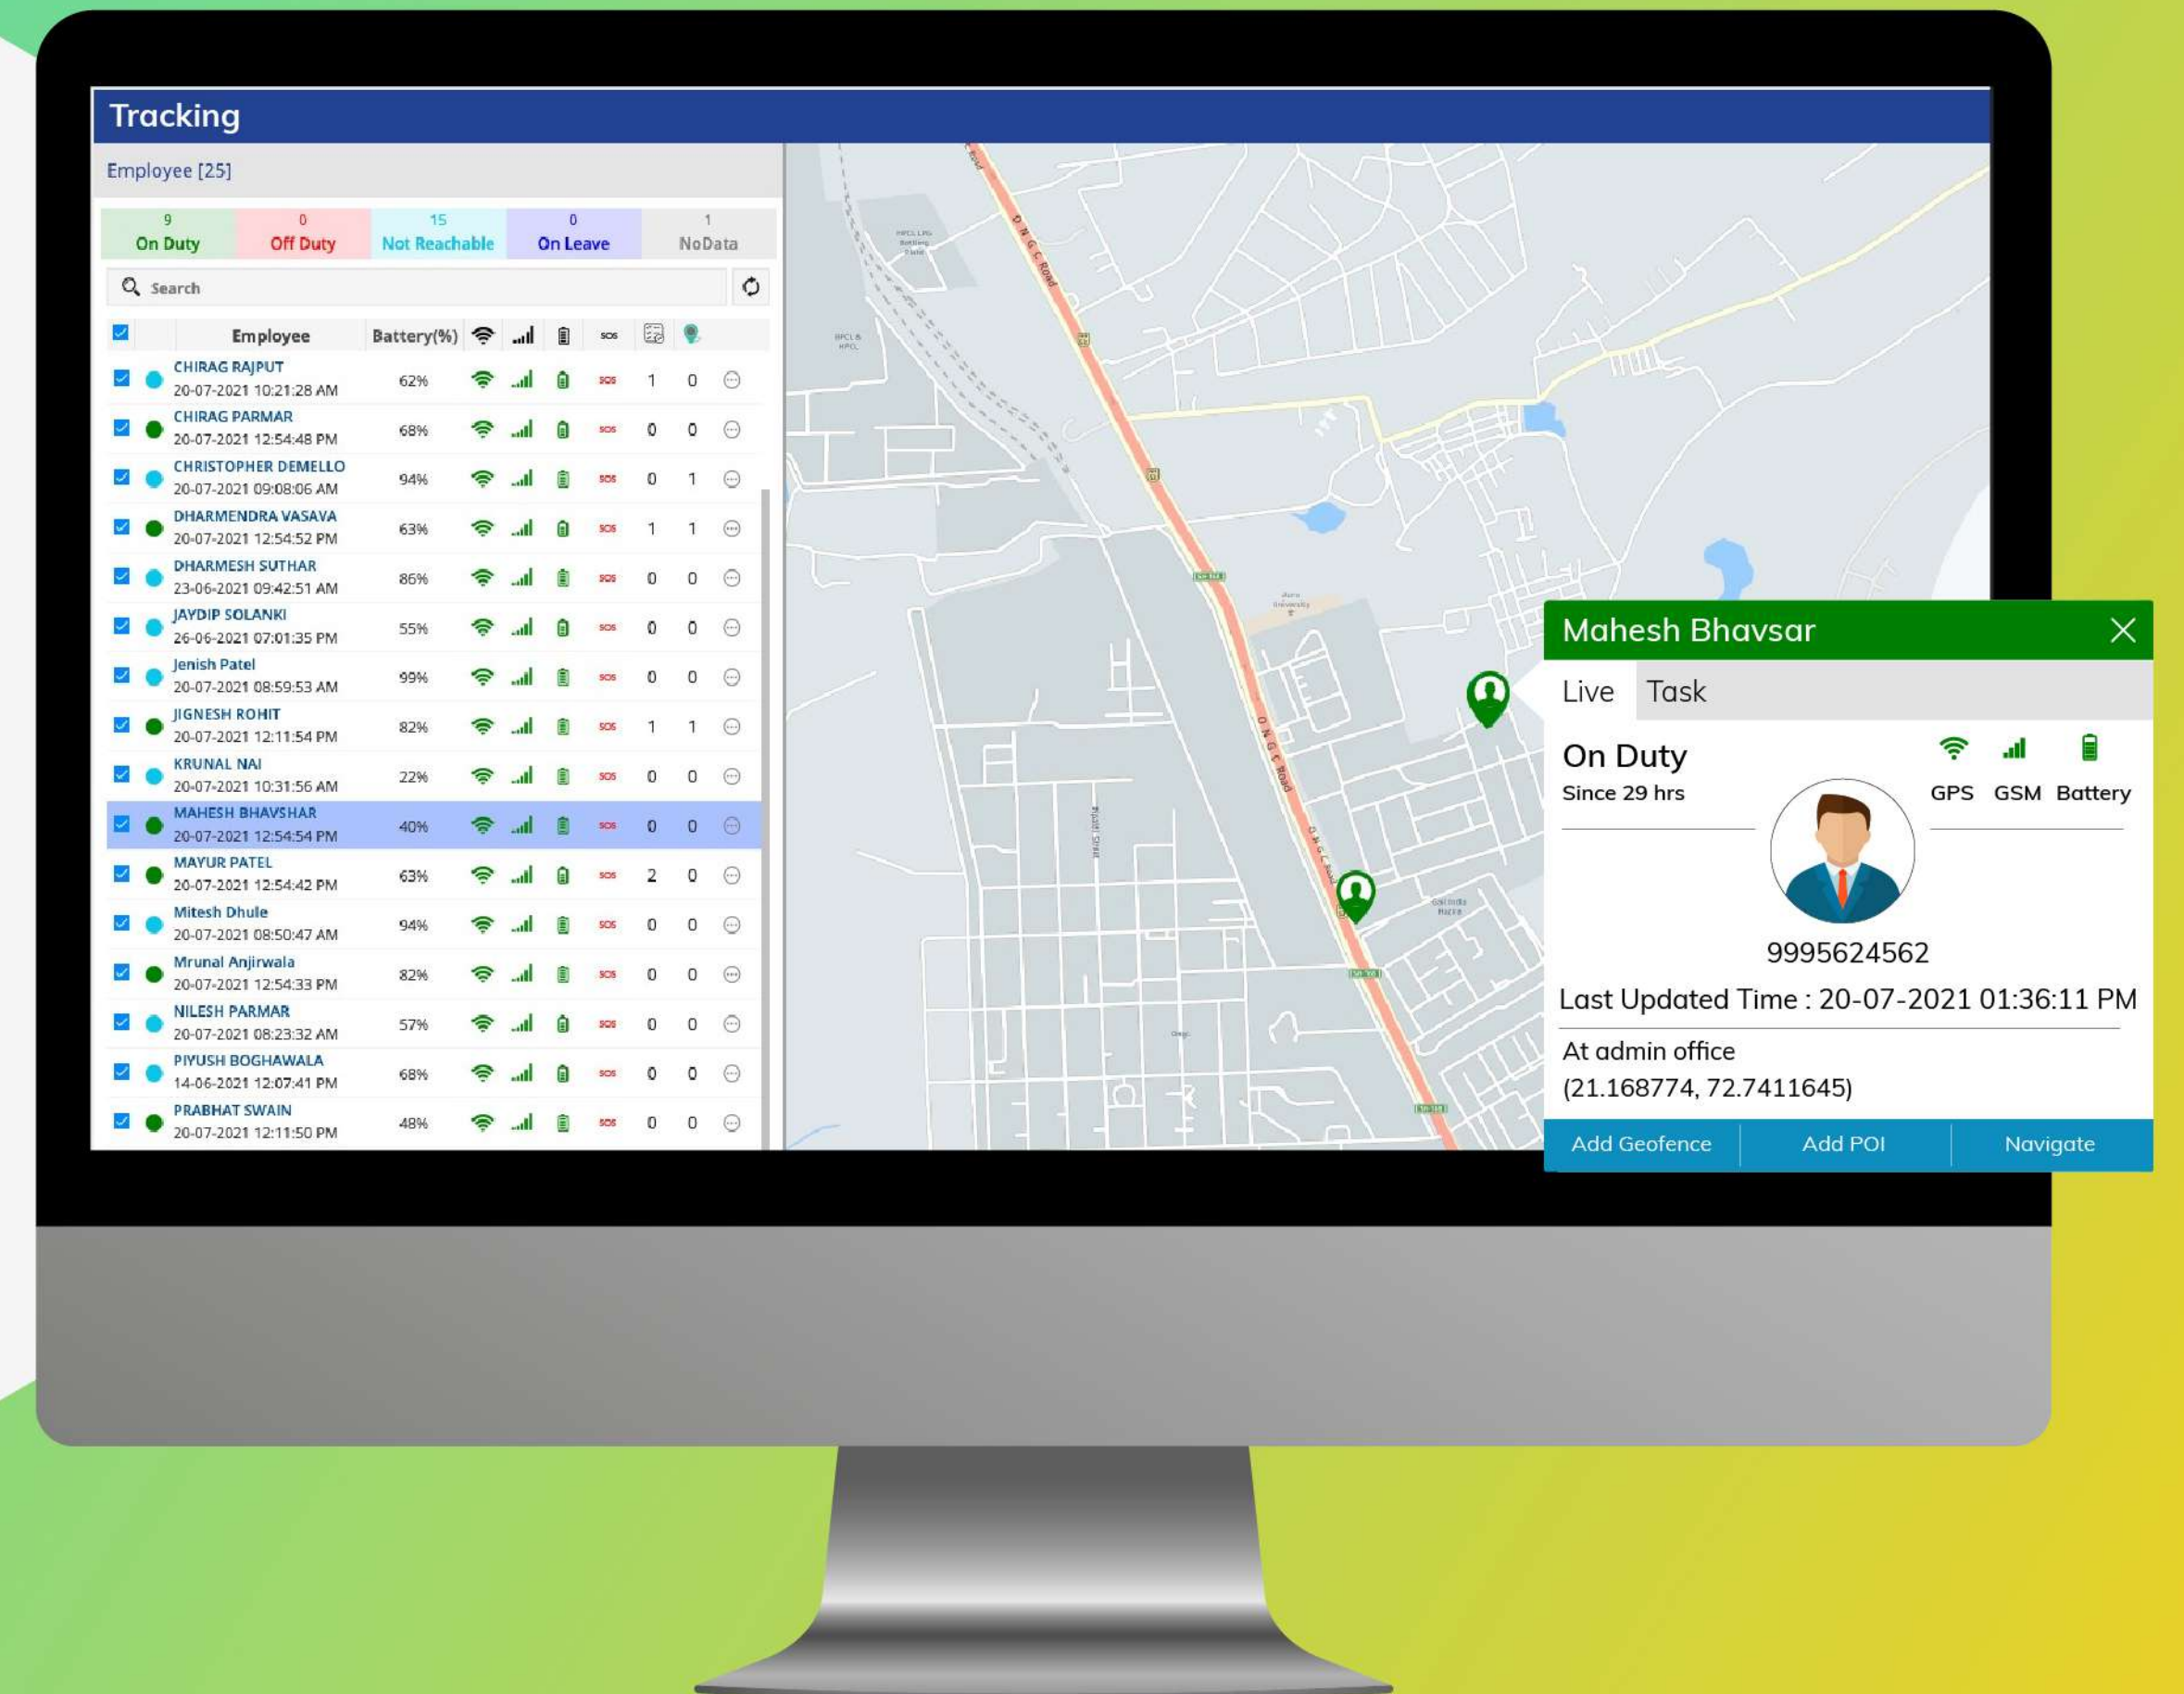 Tracking
Employee [25]
9 0 15 0 1
On Duty Off Duty Not Reachable On Leave NoData
Search
Employee Battery(%) SOS
CHIRAG RAJPUT
20-07-2021 10:21:28 AM 62% SOS 1 0
CHIRAG PARMAR
20-07-2021 12:54:48 PM 68% SOS 0 0
CHRISTOPHER DEMELLO
20-07-2021 09:08:06 AM 94% SOS 0 1
DHARMENDRA VASAVA
20-07-2021 12:54:52 PM 63% SOS 1 1
DHARMESH SUTHAR
23-06-2021 09:42:51 AM 86% SOS 0 0
JAYDIP SOLANKI
26-06-2021 07:01:35 PM 55% SOS 0 0
Jenish Patel
20-07-2021 08:59:53 AM 99% SOS 0 0
JIGNESH ROHIT
20-07-2021 12:11:54 PM 82% SOS 1 1
KRUNAL NAI
20-07-2021 10:31:56 AM 22% SOS 0 0
MAHESH BHAVSHAR
20-07-2021 12:54:54 PM 40% SOS 0 0
MAYUR PATEL
20-07-2021 12:54:42 PM 63% SOS 2 0
Mitesh Dhule
20-07-2021 08:50:47 AM 94% SOS 0 0
Mrunal Anjirwala
20-07-2021 12:54:33 PM 82% SOS 0 0
NILESH PARMAR
20-07-2021 08:23:32 AM 57% SOS 0 0
PIYUSH BOGHAWALA
14-06-2021 12:07:41 PM 68% SOS 0 0
PRABHAT SWAIN
20-07-2021 12:11:50 PM 48% SOS 0 0
Road
O N G C Road
HPCL LPG
Bottling
Plant
BPCL &
HPCL
Auro
University
O N G C Road
O N G C Road
Gail India
Hazira
Mahesh Bhavsar
Live Task
On Duty
Since 29 hrs
GPS GSM Battery
9995624562
Last Updated Time : 20-07-2021 01:36:11 PM
At admin office
(21.168774, 72.7411645)
Add Geofence Add POI Navigate